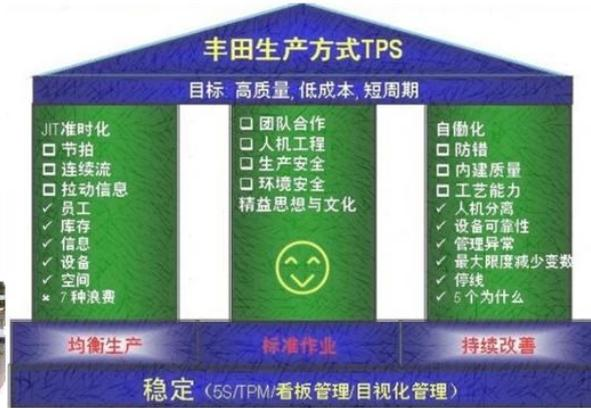 丰田生产方式TPS
目标: 高质量, 低成本, 短周期
JIT准时化
节拍
连续流
拉动信息
员工
库存
信息
设备
空间
7种浪费
团队合作
人机工程
生产安全
环境安全
精益思想与文化
自働化
防错
内建质量
工艺能力
人机分离
设备可靠性
管理异常
最大限度减少变数
停线
5个为什么
均衡生产
标准作业
持续改善
稳定（5S/TPM/看板管理/目视化管理）